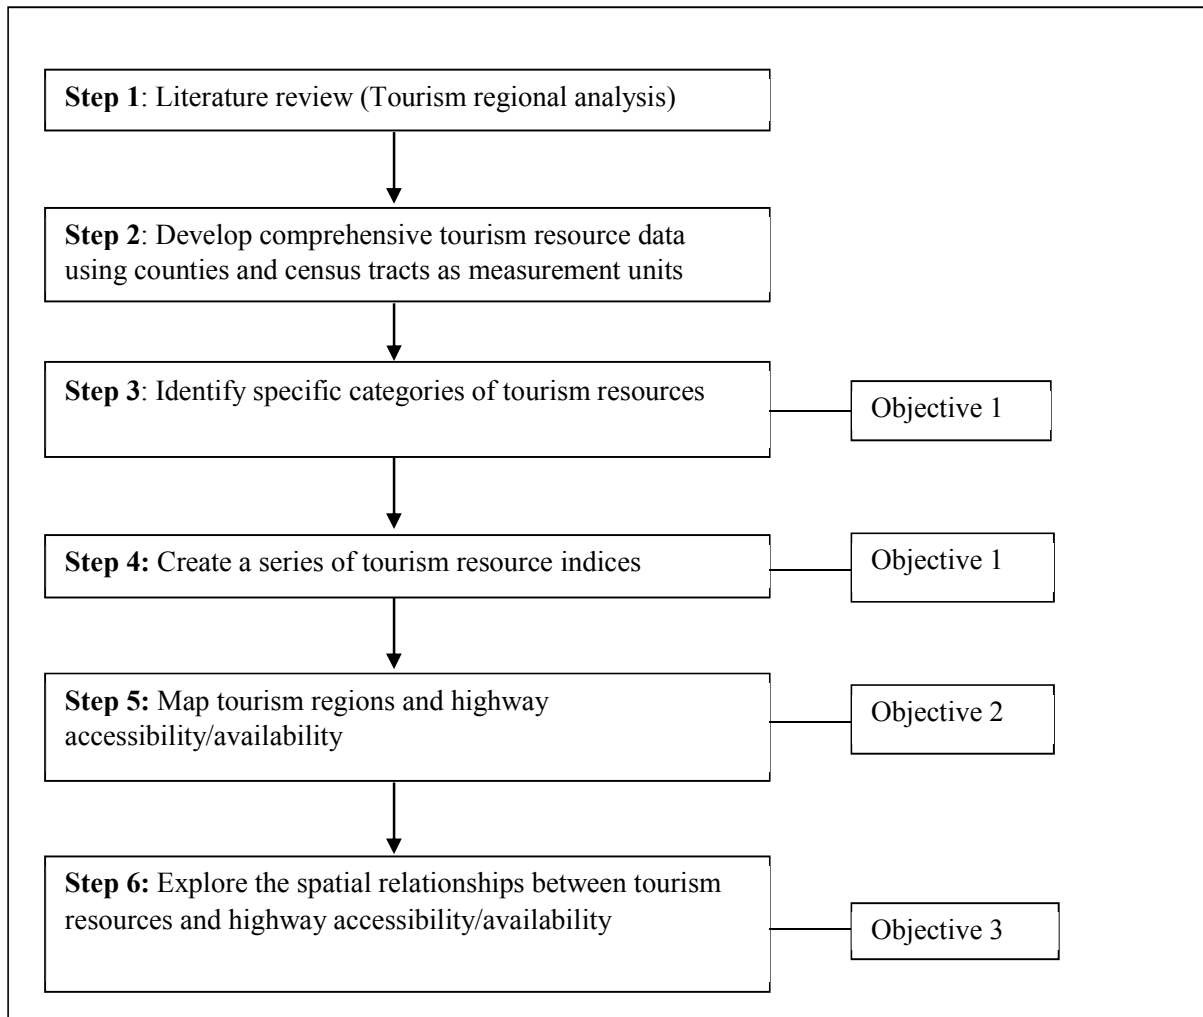 Step 1: Literature review (Tourism regional analysis)
Step 2: Develop comprehensive tourism resource data
using counties and census tracts as measurement units
Step 3: Identify specific categories of tourism resources
Objective 1
Step 4: Create a series of tourism resource indices
Objective 1
Step 5: Map tourism regions and highway
accessibility/availability
Objective 2
Step 6: Explore the spatial relationships between tourism
resources and highway accessibility/availability
Objective 3